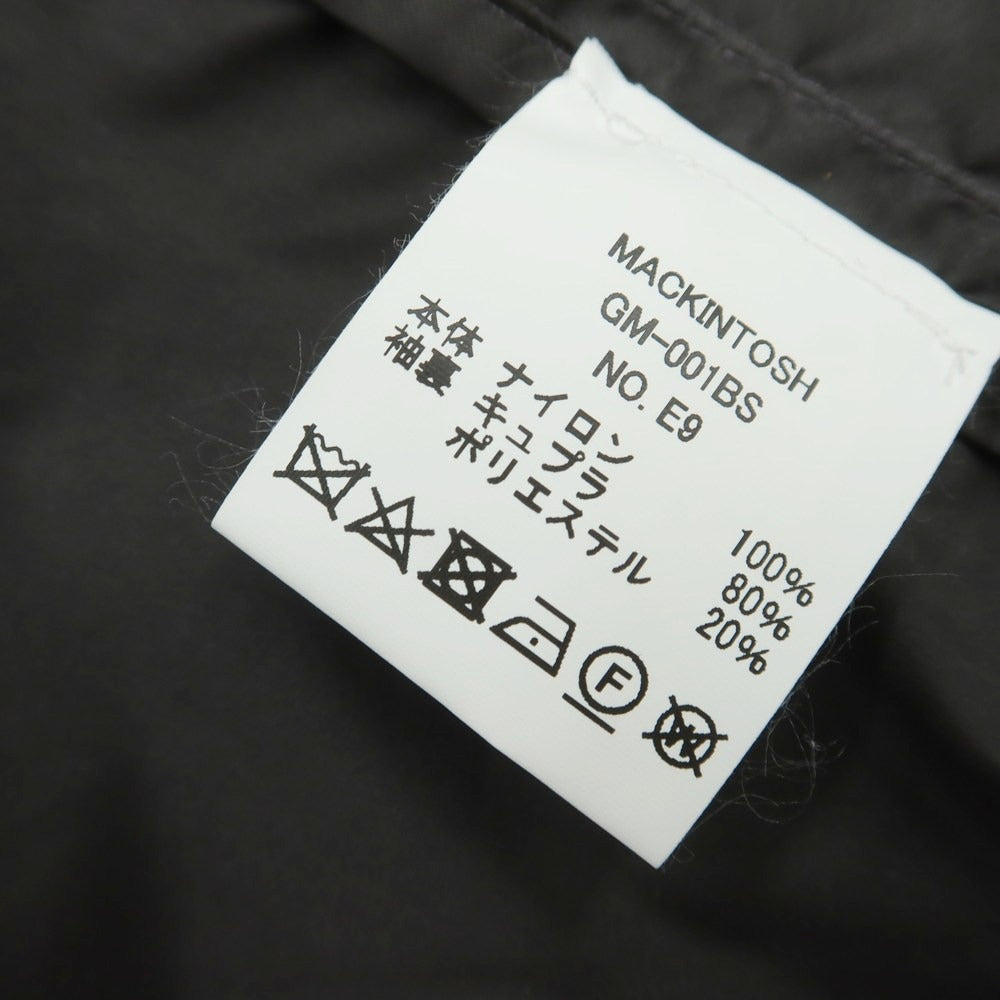 MACKINTOSH
GM-001BS
NO. E9
本体 ナイロン 100%
袖裏 キュプラ 80%
ポリエステル 20%
F
W